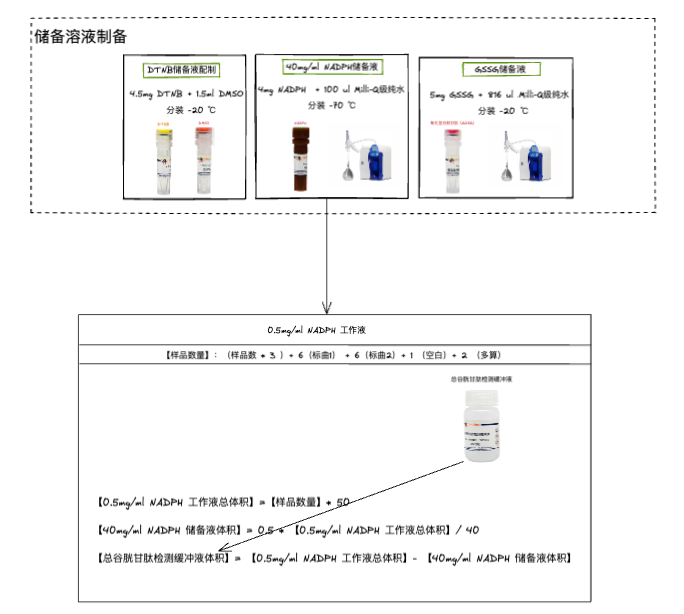 储备溶液制备
DTNB储备液配制
4.5mg DTNB + 1.5ml DMSO
分装 -20 ℃
40mg/ml NADPH储备液
4mg NADPH + 100 ul Milli-Q级纯水
分装 -70 ℃
GSSG储备液
5mg GSSG + 816 ul Milli-Q级纯水
分装 -20 ℃
0.5mg/ml NADPH 工作液
【样品数量】：（样品数 * 3 ）+ 6（标曲1） + 6（标曲2）+ 1 （空白）+ 2 （多算）
总谷胱甘肽检测缓冲液
【0.5mg/ml NADPH 工作液总体积】=【样品数量】* 50
【40mg/ml NADPH 储备液体积】= 0.5 * 【0.5mg/ml NADPH 工作液总体积】/ 40
【总谷胱甘肽检测缓冲液体积】= 【0.5mg/ml NADPH 工作液总体积】- 【40mg/ml NADPH 储备液体积】